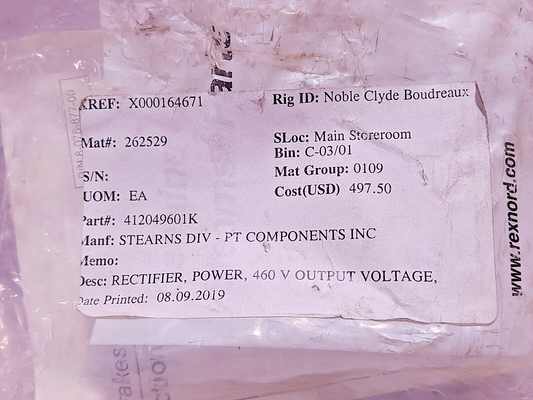 XREF: X000164671
Rig ID: Noble Clyde Boudreaux
Mat#: 262529
SLoc: Main Storeroom
Bin: C-03/01
S/N:
Mat Group: 0109
UOM: EA
Cost(USD) 497.50
Part#: 412049601K
Manf: STEARNS DIV - PT COMPONENTS INC
Memo:
Desc: RECTIFIER, POWER, 460 V OUTPUT VOLTAGE,
Date Printed: 08.09.2019
www.rexnord.com